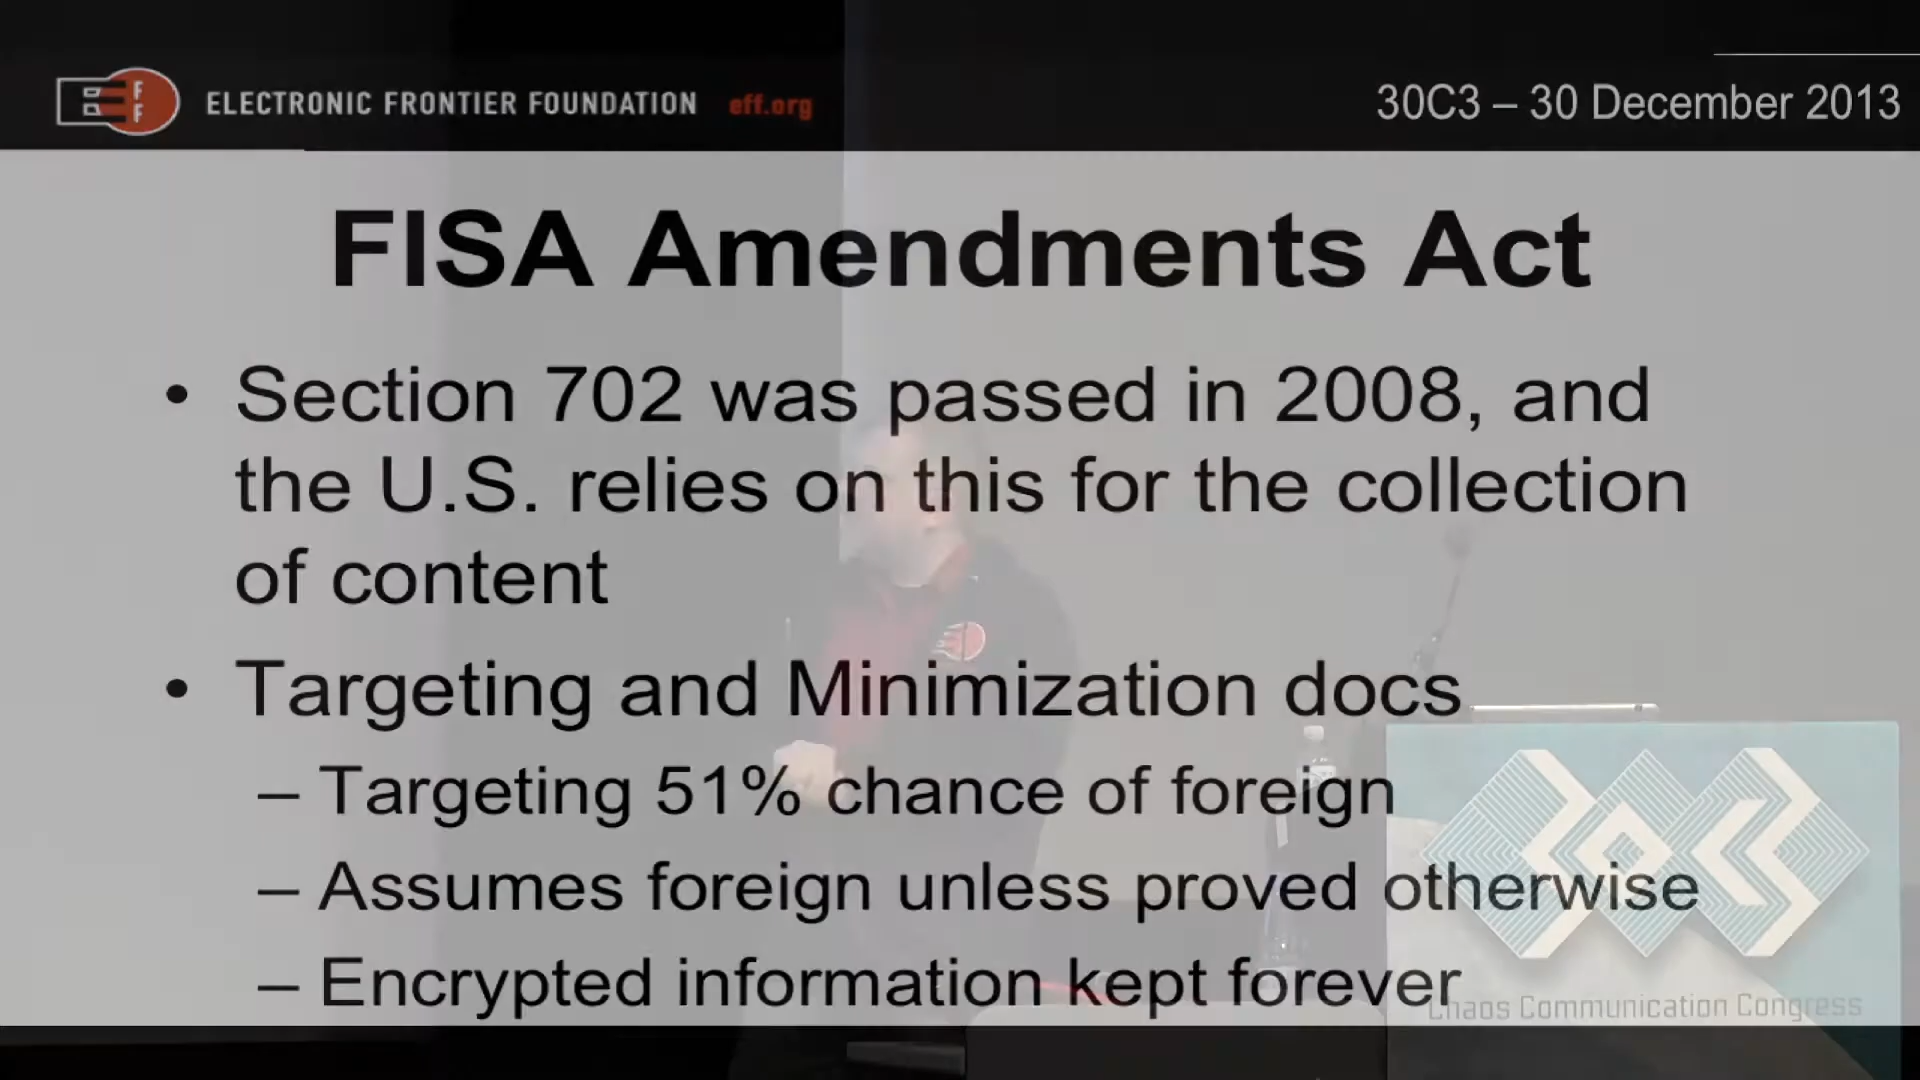 E F F
ELECTRONIC FRONTIER FOUNDATION eff.org
30C3 – 30 December 2013
FISA Amendments Act
• Section 702 was passed in 2008, and
the U.S. relies on this for the collection
of content
• Targeting and Minimization docs
– Targeting 51% chance of foreign
– Assumes foreign unless proved otherwise
– Encrypted information kept forever
Chaos Communication Congress